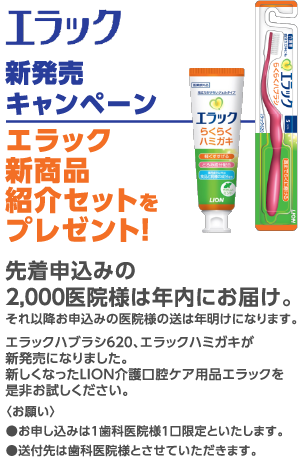 エラック
新発売
キャンペーン
エラック
新商品
紹介セットを
プレゼント!
エラック
らくらく
ハミガキ
LION
らくらくハブラシ
LION
先着申込みの
2,000医院様は年内にお届け。
それ以降お申込みの医院様の送は年明けになります。
エラックハブラシ620、エラックハミガキが
新発売になりました。
新しくなったLION介護口腔ケア用品エラックを
是非お試しください。
〈お願い〉
●お申し込みは1歯科医院様1口限定といたします。
●送付先は歯科医院様とさせていただきます。